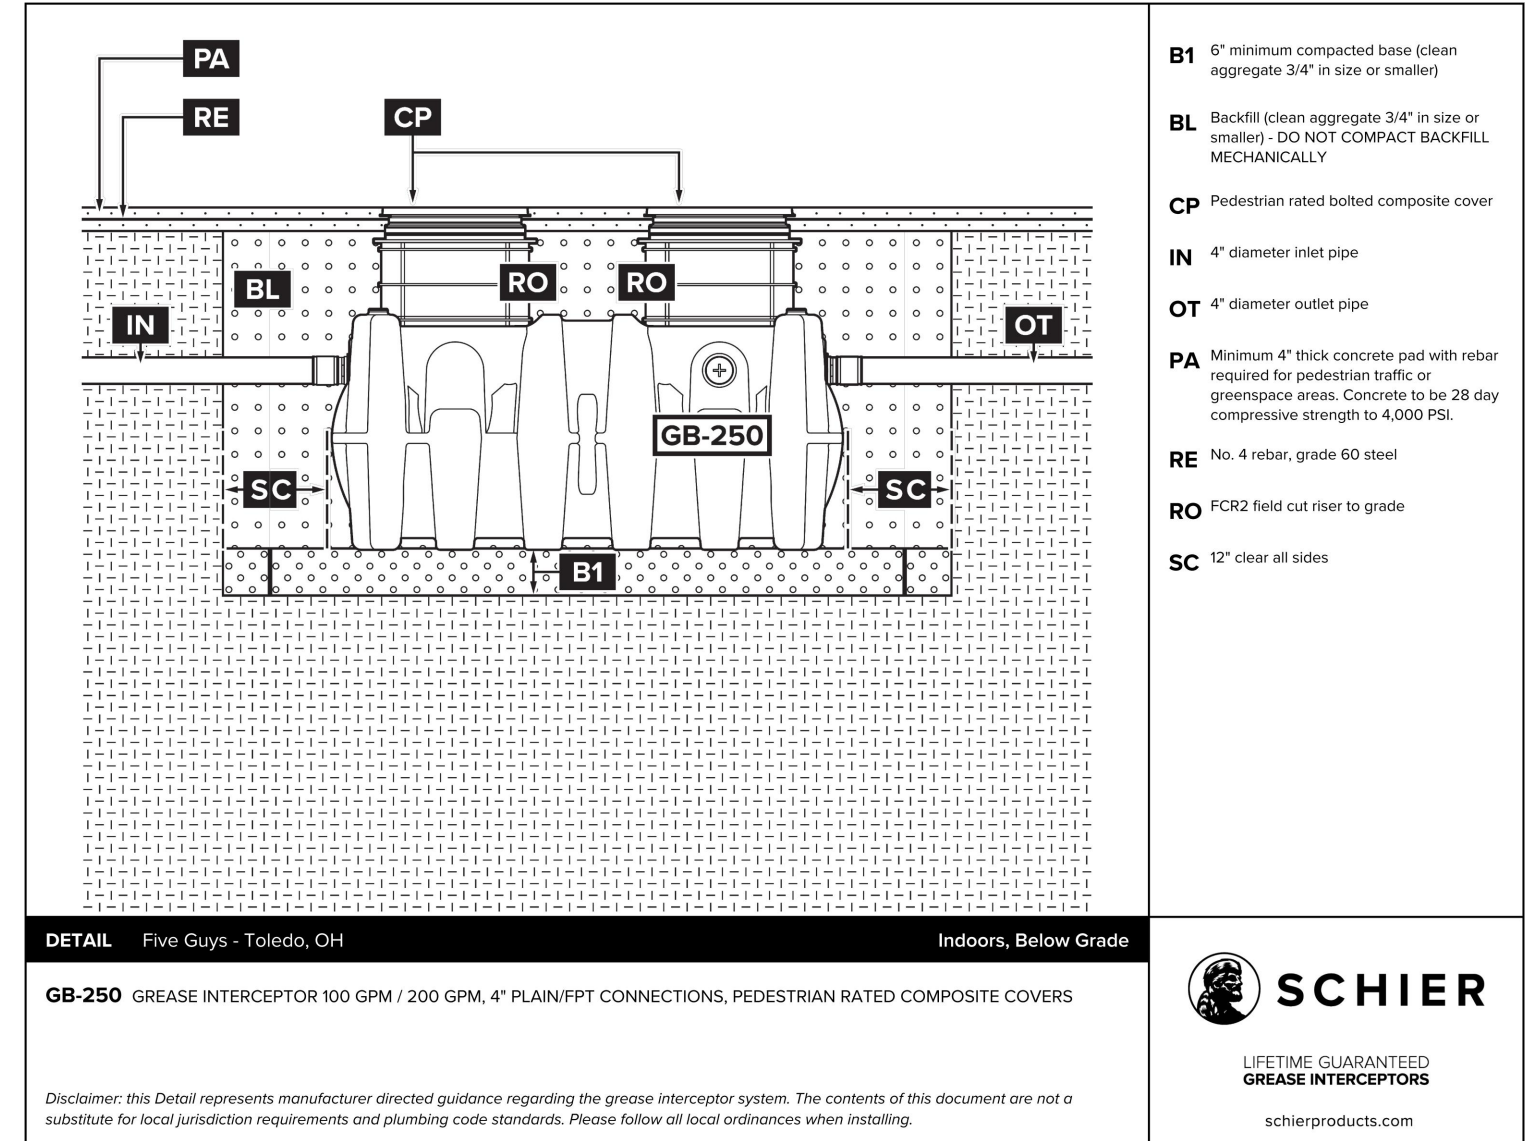 PA
RE
CP
BL
RO
RO
IN
OT
GB-250
SC
SC
B1
B1 6" minimum compacted base (clean
aggregate 3/4" in size or smaller)
BL Backfill (clean aggregate 3/4" in size or
smaller) - DO NOT COMPACT BACKFILL
MECHANICALLY
CP Pedestrian rated bolted composite cover
IN 4" diameter inlet pipe
OT 4" diameter outlet pipe
PA Minimum 4" thick concrete pad with rebar
required for pedestrian traffic or
greenspace areas. Concrete to be 28 day
compressive strength to 4,000 PSI.
RE No. 4 rebar, grade 60 steel
RO FCR2 field cut riser to grade
SC 12" clear all sides
DETAIL Five Guys - Toledo, OH Indoors, Below Grade
GB-250 GREASE INTERCEPTOR 100 GPM / 200 GPM, 4" PLAIN/FPT CONNECTIONS, PEDESTRIAN RATED COMPOSITE COVERS
Disclaimer: this Detail represents manufacturer directed guidance regarding the grease interceptor system. The contents of this document are not a
substitute for local jurisdiction requirements and plumbing code standards. Please follow all local ordinances when installing.
SCHIER
LIFETIME GUARANTEED
GREASE INTERCEPTORS
schierproducts.com